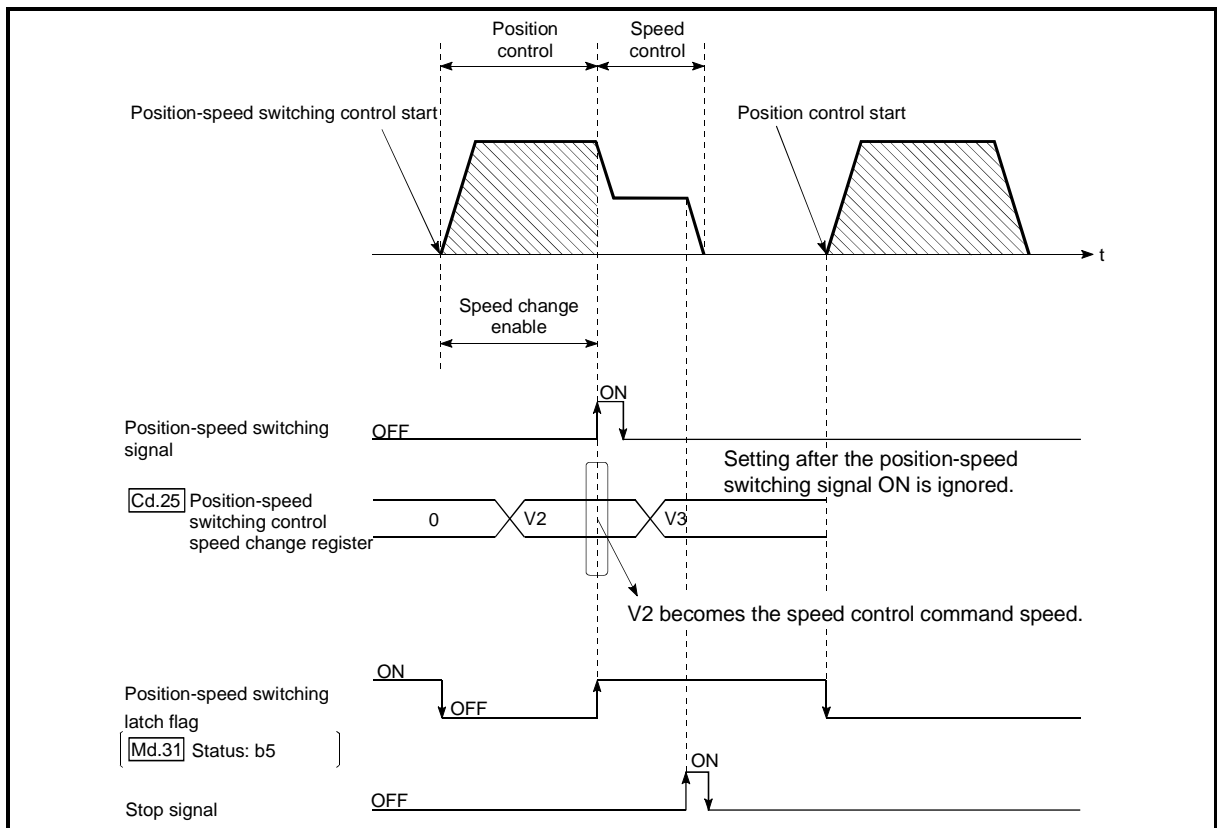 Position
control
Speed
control
Position-speed switching control start
Position control start
t
Speed change
enable
ON
Position-speed switching
signal
OFF
Setting after the position-speed
switching signal ON is ignored.
Cd.25 Position-speed
switching control
speed change register
0
V2
V3
V2 becomes the speed control command speed.
ON
Position-speed switching
latch flag
OFF
Md.31 Status: b5
ON
Stop signal
OFF